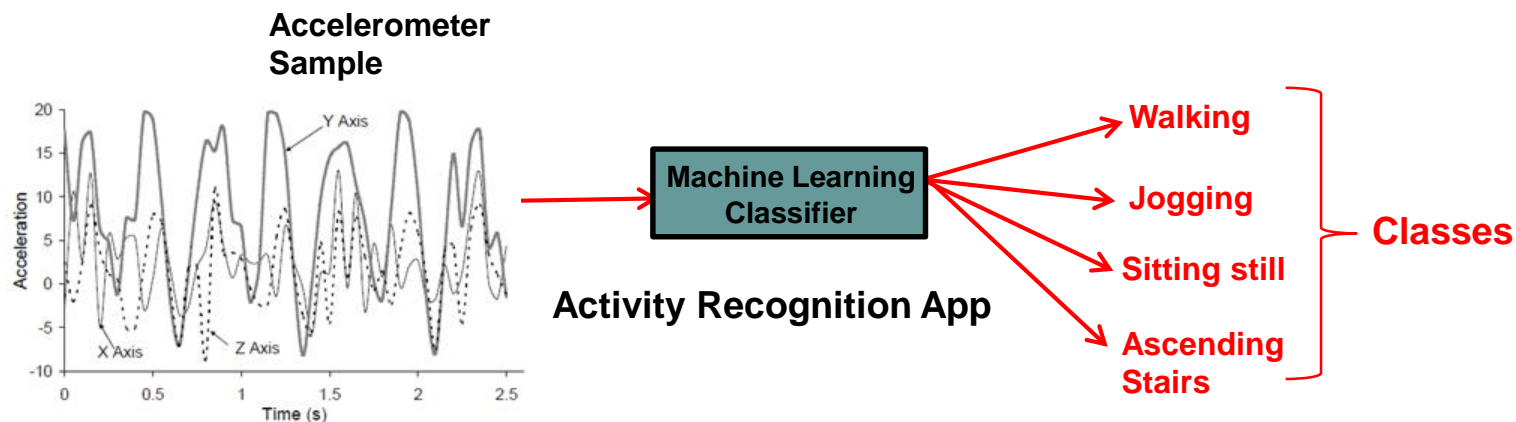 Accelerometer
Sample
20
15
10
5
0
-5
-10
Acceleration
Y Axis
X Axis
Z Axis
0
0.5
1
1.5
2
2.5
Time (s)
Machine Learning
Classifier
Activity Recognition App
Walking
Jogging
Sitting still
Ascending
Stairs
Classes